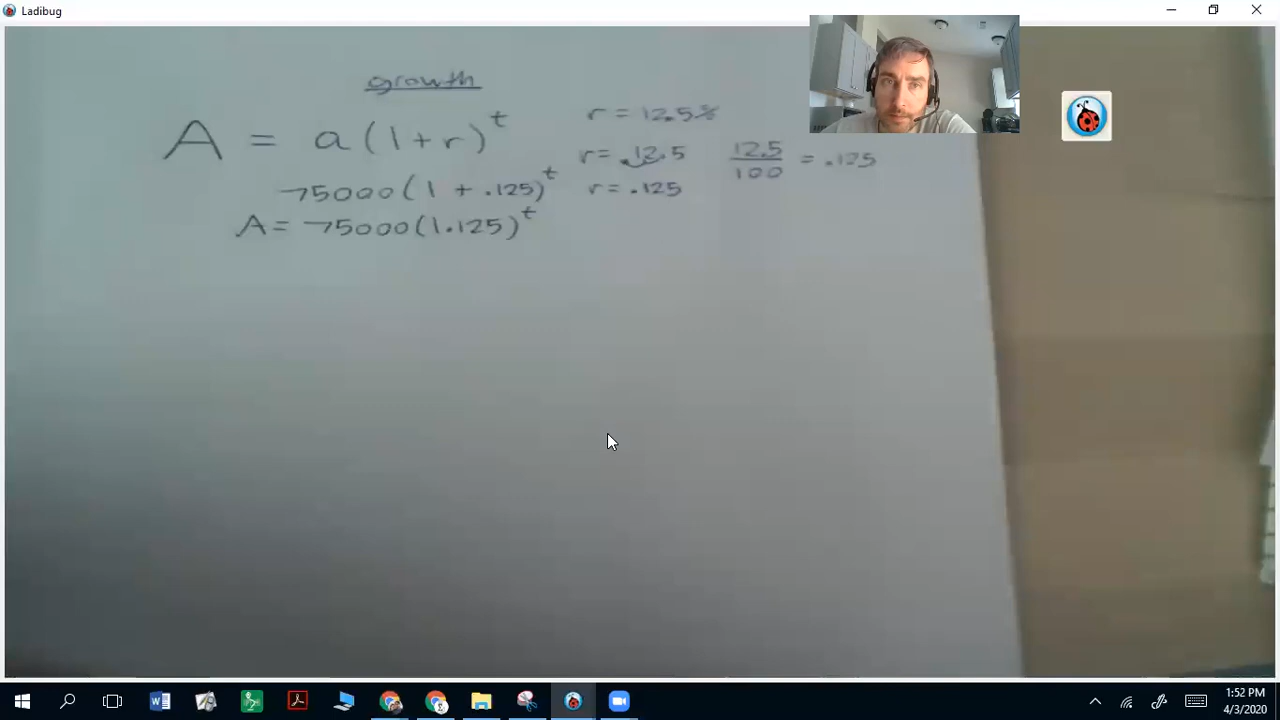 Ladibug
growth
A = a(1+r)^t
r = 12.5%
r = 12.5
12.5/100 = .125
75000(1 + .125)^t
r = .125
A = 75000(1.125)^t
1:52 PM
4/3/2020